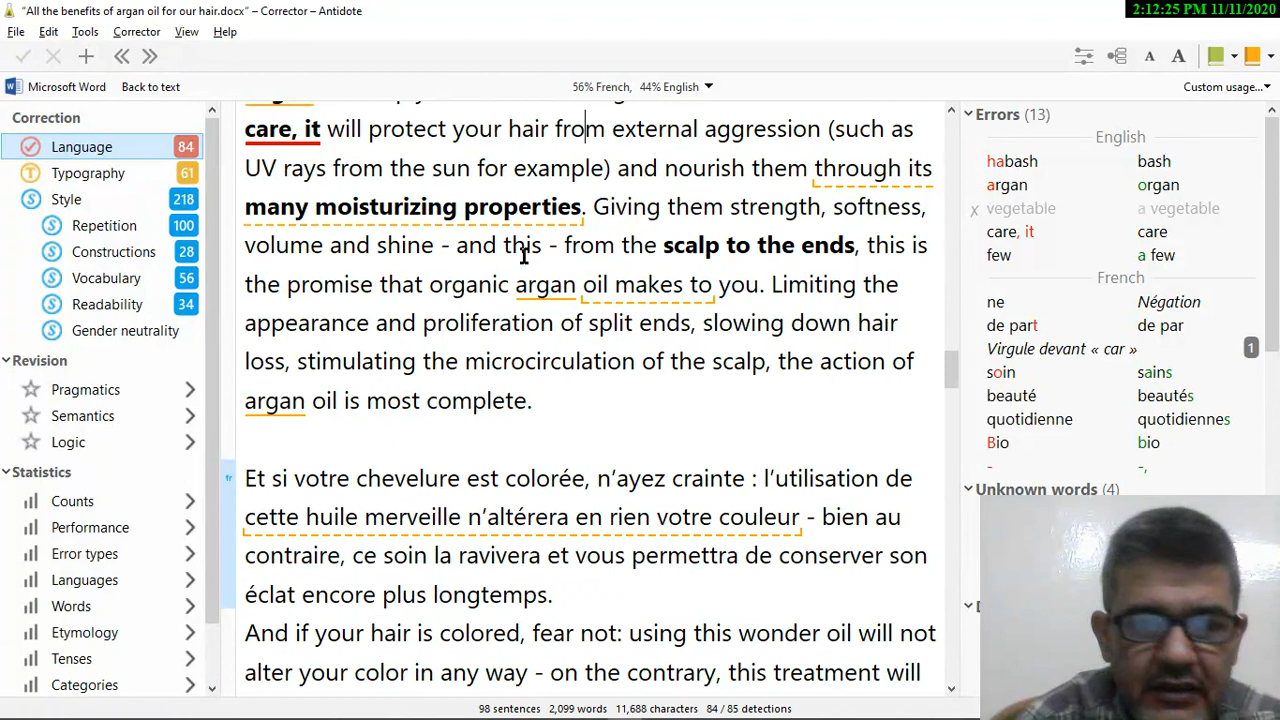 "All the benefits of argan oil for our hair.docx" – Corrector – Antidote
2:12:25 PM 11/11/2020
File Edit Tools Corrector View Help
A A
Microsoft Word Back to text 56% French, 44% English Custom usage...
Correction
Language 84
Typography 61
Style 218
Repetition 100
Constructions 28
Vocabulary 56
Readability 34
Gender neutrality
Revision
Pragmatics
Semantics
Logic
Statistics
Counts
Performance
Error types
Languages
Words
Etymology
Tenses
Categories
care, it will protect your hair from external aggression (such as
UV rays from the sun for example) and nourish them through its
many moisturizing properties. Giving them strength, softness,
volume and shine - and this - from the scalp to the ends, this is
the promise that organic argan oil makes to you. Limiting the
appearance and proliferation of split ends, slowing down hair
loss, stimulating the microcirculation of the scalp, the action of
argan oil is most complete.
fr
Et si votre chevelure est colorée, n'ayez crainte : l'utilisation de
cette huile merveille n'altérera en rien votre couleur - bien au
contraire, ce soin la ravivera et vous permettra de conserver son
éclat encore plus longtemps.
And if your hair is colored, fear not: using this wonder oil will not
alter your color in any way - on the contrary, this treatment will
Errors (13)
English
habash bash
argan organ
vegetable a vegetable
care, it care
few a few
French
ne Négation
de part de par
Virgule devant « car » 1
soin sains
beauté beautés
quotidienne quotidiennes
Bio bio
- -,
Unknown words (4)
98 sentences 2,099 words 11,688 characters 84 / 85 detections